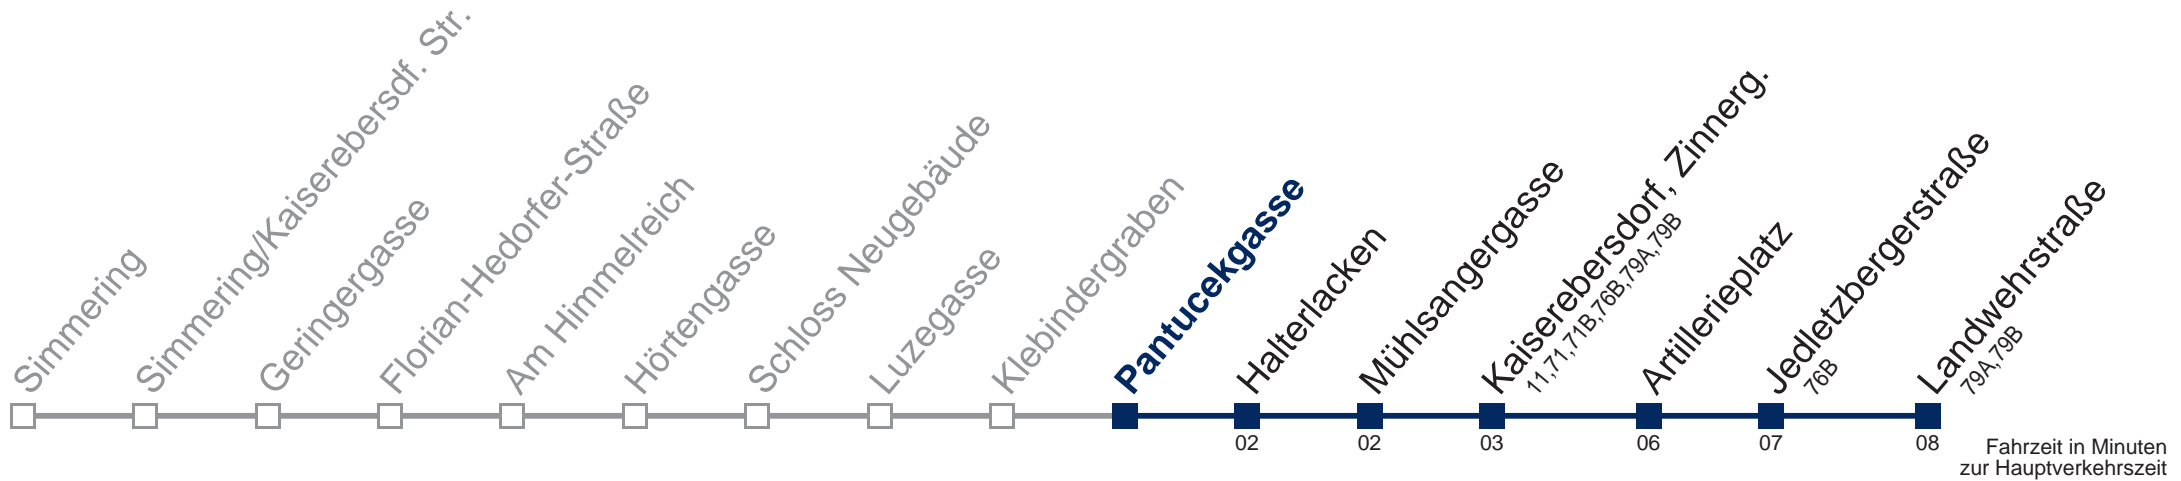 Simmering
Simmering/Kaiserebersdf. Str.
Geringergasse
Florian-Hedorfer-Straße
Am Himmelreich
Hörtengasse
Schloss Neugebäude
Luzegasse
Klebindergraben
Pantucekgasse
Halterlacken
Mühlsangergasse
Kaiserebersdorf, Zinnerg.
11,71,71B,76B,79A,79B
Artillerieplatz
Jedletzbergerstraße
76B
Landwehrstraße
79A,79B
02
02
03
06
07
08
Fahrzeit in Minuten
zur Hauptverkehrszeit